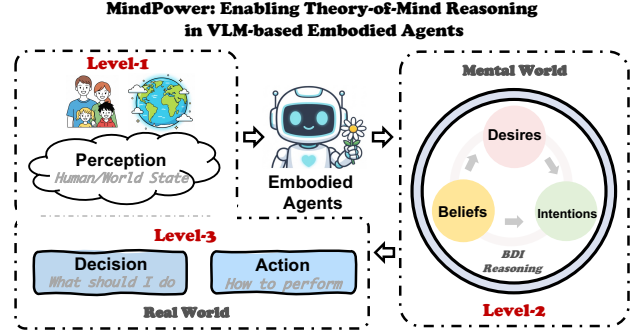 MindPower: Enabling Theory-of-Mind Reasoning
in VLM-based Embodied Agents
Level-1
Perception
Human/World State
Embodied
Agents
Mental World
Desires
Beliefs
Intentions
BDI
Reasoning
Level-2
Level-3
Decision
What should I do
Action
How to perform
Real World